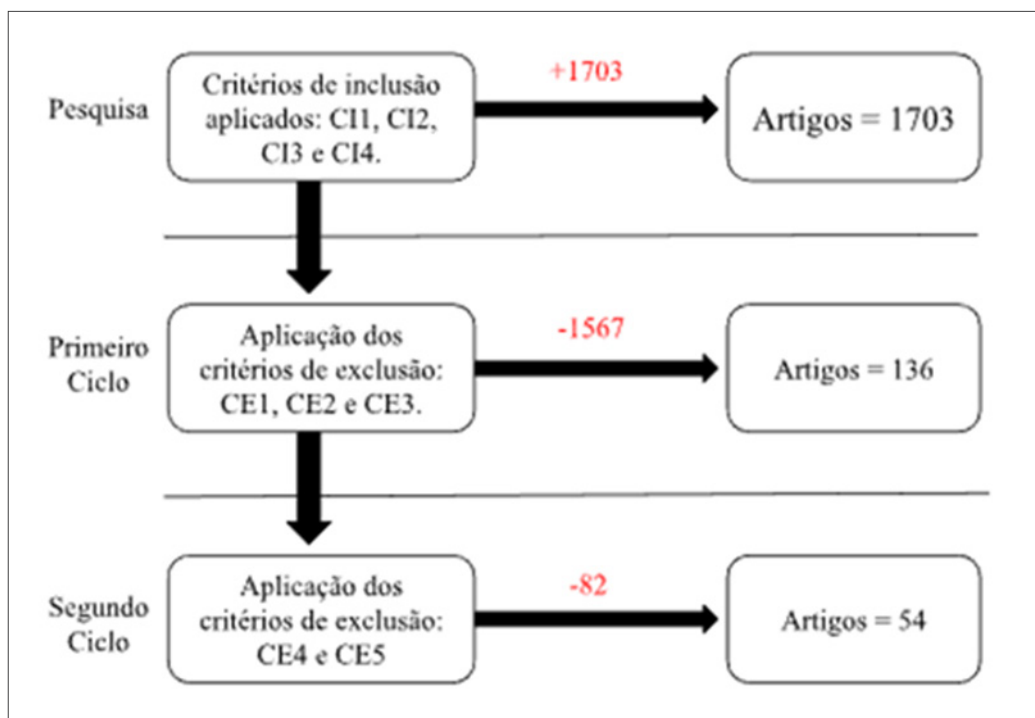 Pesquisa
Critérios de inclusão
aplicados: CI1, CI2,
CI3 e CI4.
+1703
Artigos = 1703
Primeiro
Ciclo
Aplicação dos
critérios de exclusão:
CE1, CE2 e CE3.
-1567
Artigos = 136
Segundo
Ciclo
Aplicação dos
critérios de exclusão:
CE4 e CE5
-82
Artigos = 54